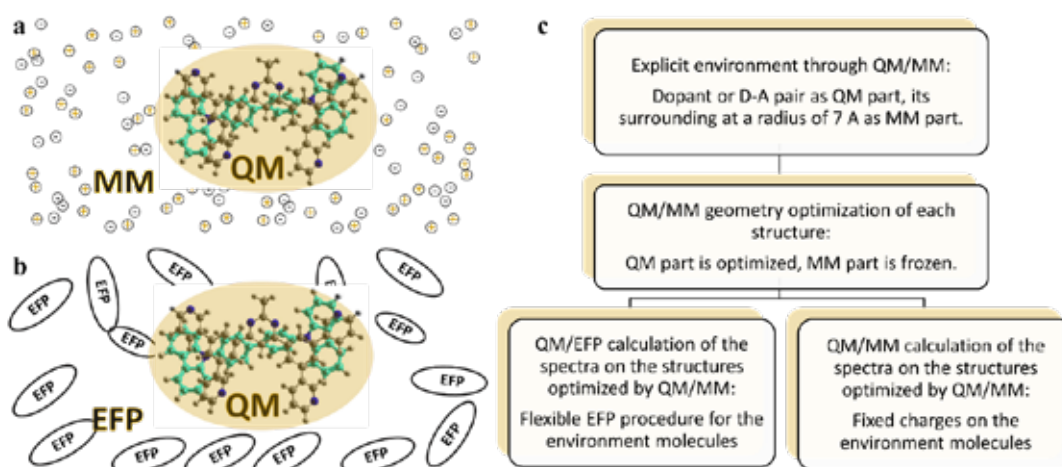 a
MM
QM
b
EFP
EFP
EFP
EFP
EFP
EFP
EFP
EFP
EFP
EFP
QM
EFP
EFP
EFP
EFP
EFP
EFP
c
Explicit environment through QM/MM:
Dopant or D-A pair as QM part, its
surrounding at a radius of 7 A as MM part.
QM/MM geometry optimization of each
structure:
QM part is optimized, MM part is frozen.
QM/EFP calculation of the
spectra on the structures
optimized by QM/MM:
Flexible EFP procedure for the
environment molecules
QM/MM calculation of the
spectra on the structures
optimized by QM/MM:
Fixed charges on the
environment molecules